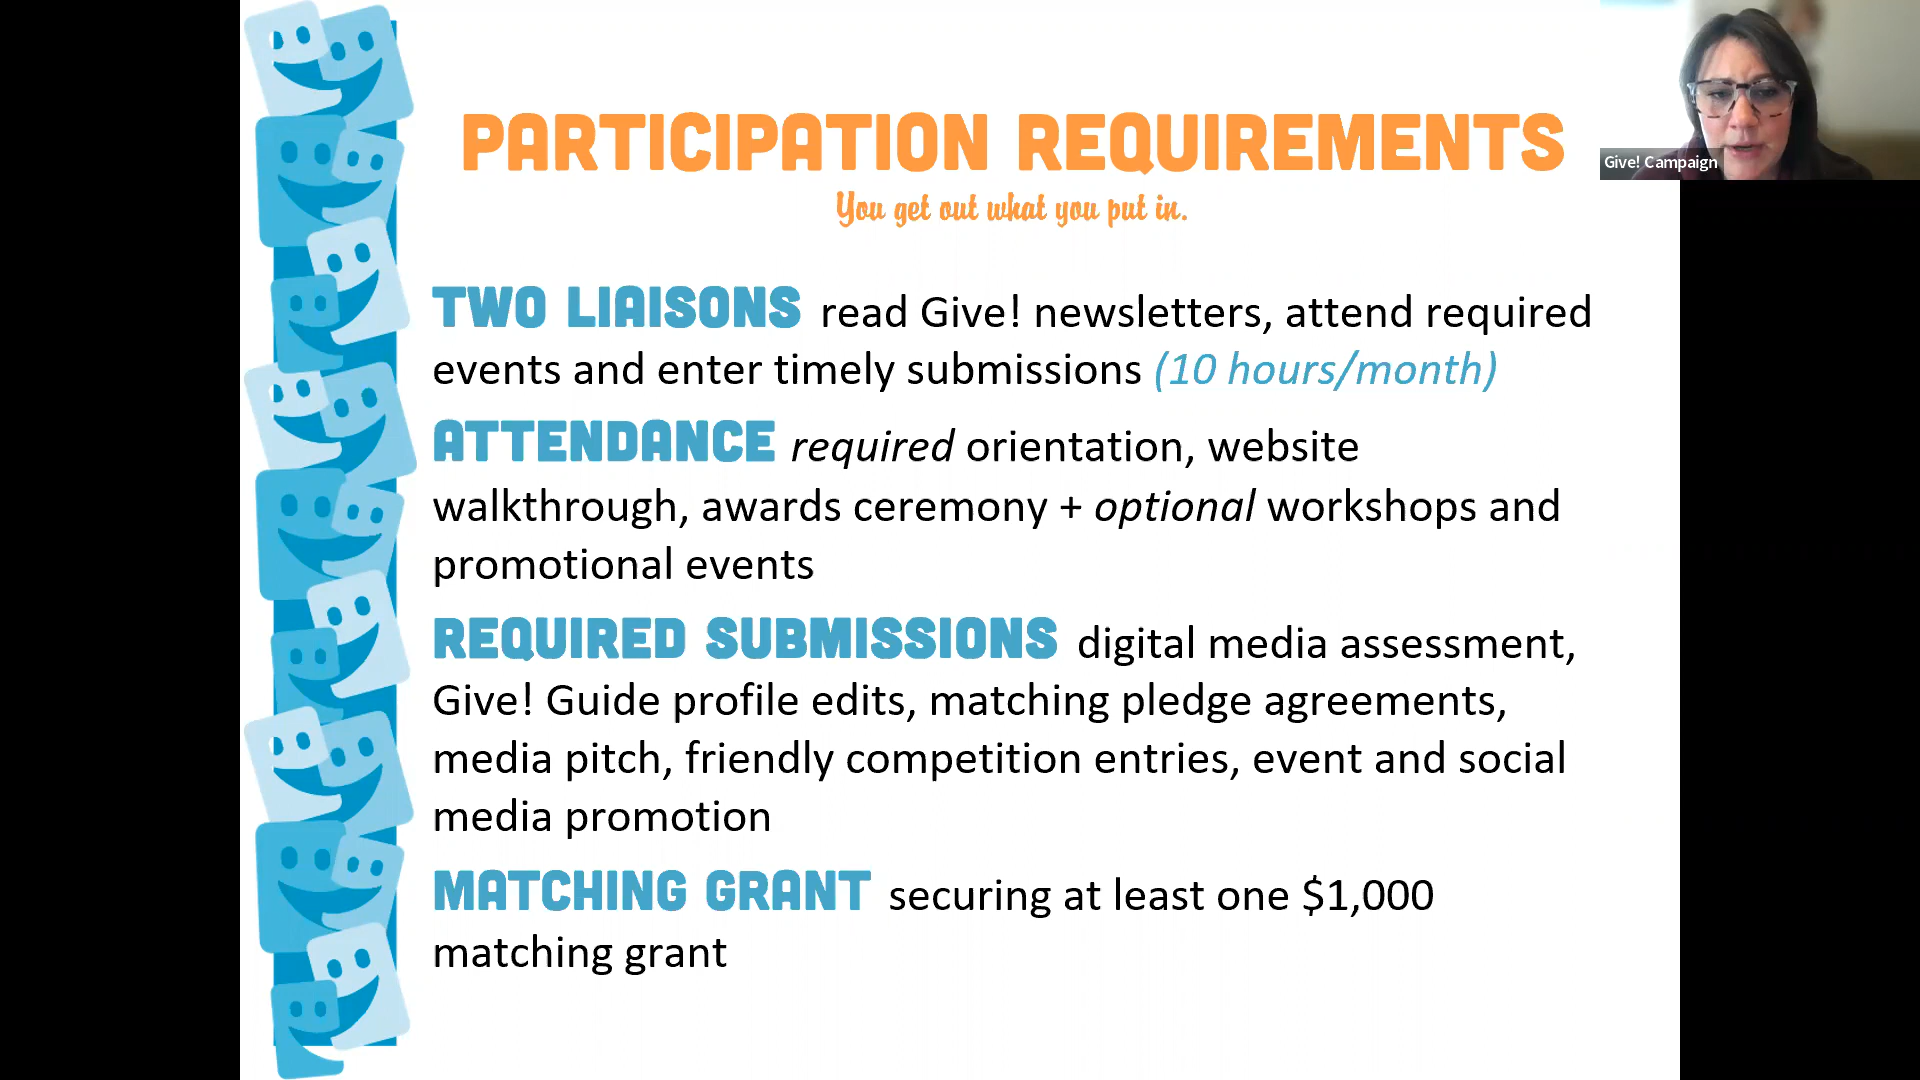 PARTICIPATION REQUIREMENTS
You get out what you put in.
Give! Campaign
TWO LIAISONS read Give! newsletters, attend required
events and enter timely submissions (10 hours/month)
ATTENDANCE required orientation, website
walkthrough, awards ceremony + optional workshops and
promotional events
REQUIRED SUBMISSIONS digital media assessment,
Give! Guide profile edits, matching pledge agreements,
media pitch, friendly competition entries, event and social
media promotion
MATCHING GRANT securing at least one $1,000
matching grant